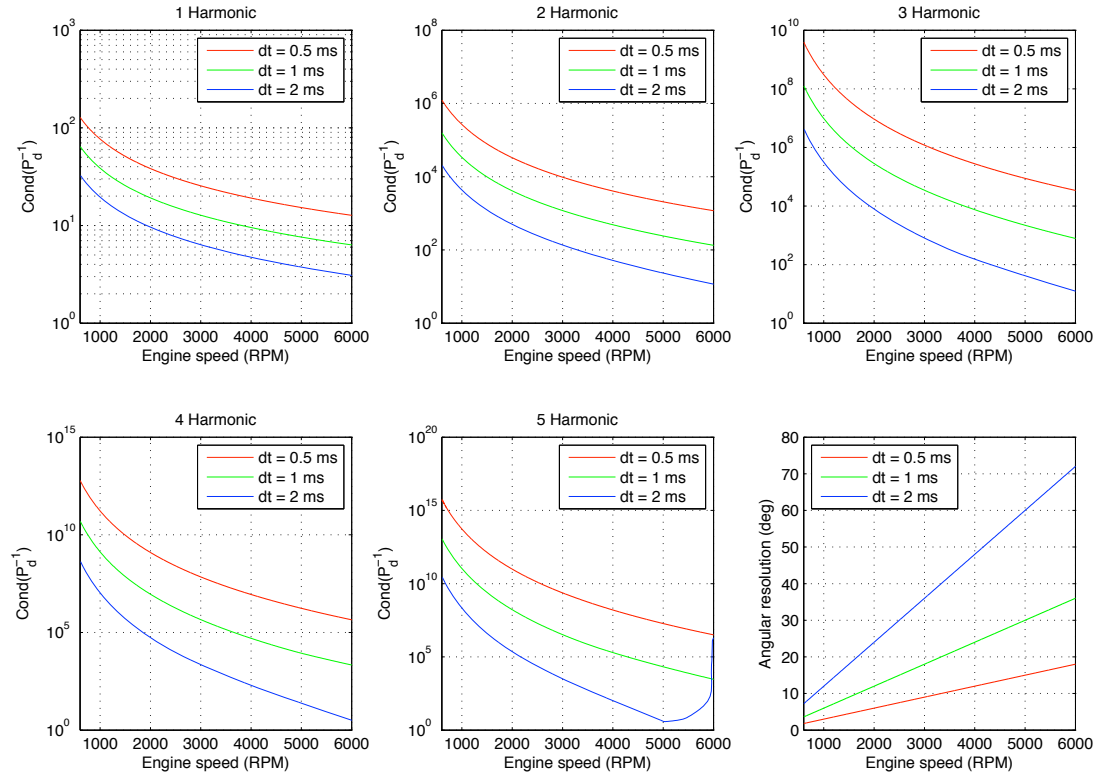 1 Harmonic
10^3
10^2
10^1
10^0
Cond(P_d^-1)
dt = 0.5 ms
dt = 1 ms
dt = 2 ms
1000 2000 3000 4000 5000 6000
Engine speed (RPM)
2 Harmonic
10^8
10^6
10^4
10^2
10^0
Cond(P_d^-1)
dt = 0.5 ms
dt = 1 ms
dt = 2 ms
1000 2000 3000 4000 5000 6000
Engine speed (RPM)
3 Harmonic
10^10
10^8
10^6
10^4
10^2
10^0
Cond(P_d^-1)
dt = 0.5 ms
dt = 1 ms
dt = 2 ms
1000 2000 3000 4000 5000 6000
Engine speed (RPM)
4 Harmonic
10^15
10^10
10^5
10^0
Cond(P_d^-1)
dt = 0.5 ms
dt = 1 ms
dt = 2 ms
1000 2000 3000 4000 5000 6000
Engine speed (RPM)
5 Harmonic
10^20
10^15
10^10
10^5
10^0
Cond(P_d^-1)
dt = 0.5 ms
dt = 1 ms
dt = 2 ms
1000 2000 3000 4000 5000 6000
Engine speed (RPM)
80
70
60
50
40
30
20
10
0
Angular resolution (deg)
dt = 0.5 ms
dt = 1 ms
dt = 2 ms
1000 2000 3000 4000 5000 6000
Engine speed (RPM)